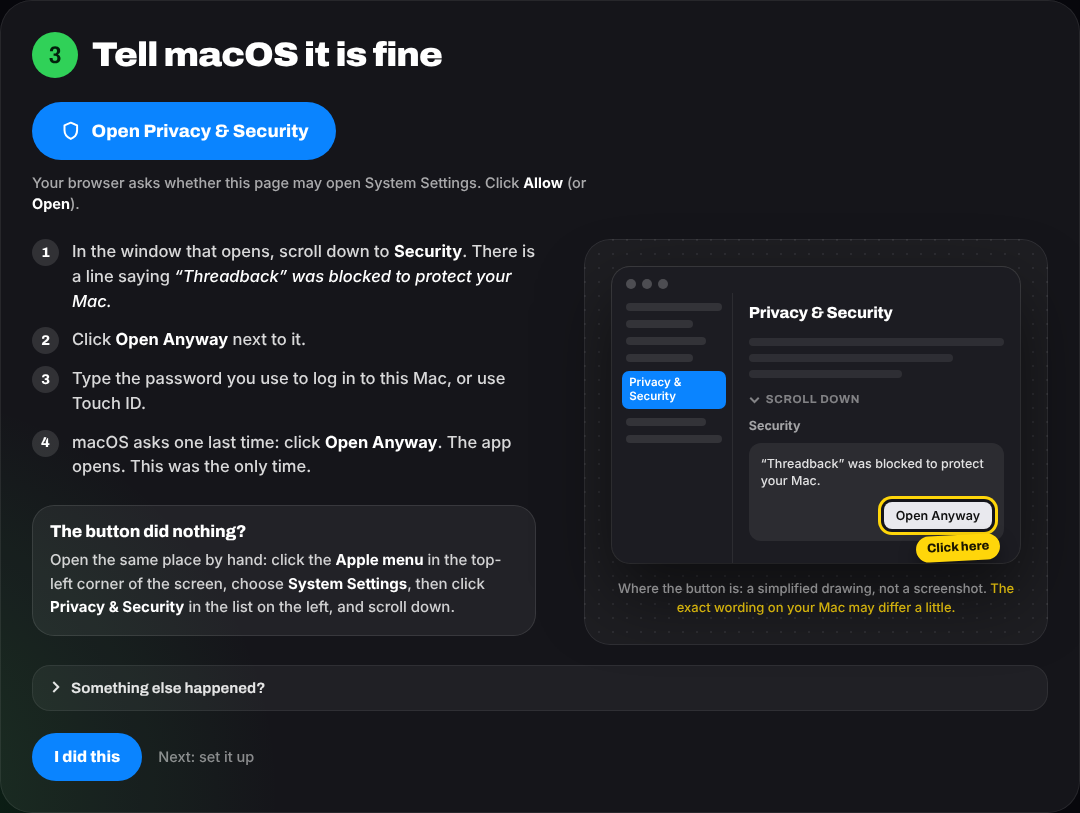 3
Tell macOS it is fine
Open Privacy & Security
Your browser asks whether this page may open System Settings. Click Allow (or
Open).
1
In the window that opens, scroll down to Security. There is
a line saying “Threadback” was blocked to protect your
Mac.
2
Click Open Anyway next to it.
3
Type the password you use to log in to this Mac, or use
Touch ID.
4
macOS asks one last time: click Open Anyway. The app
opens. This was the only time.
The button did nothing?
Open the same place by hand: click the Apple menu in the top-
left corner of the screen, choose System Settings, then click
Privacy & Security in the list on the left, and scroll down.
Privacy &
Security
Privacy & Security
SCROLL DOWN
Security
“Threadback” was blocked to protect
your Mac.
Open Anyway
Click here
Where the button is: a simplified drawing, not a screenshot. The
exact wording on your Mac may differ a little.
Something else happened?
I did this
Next: set it up